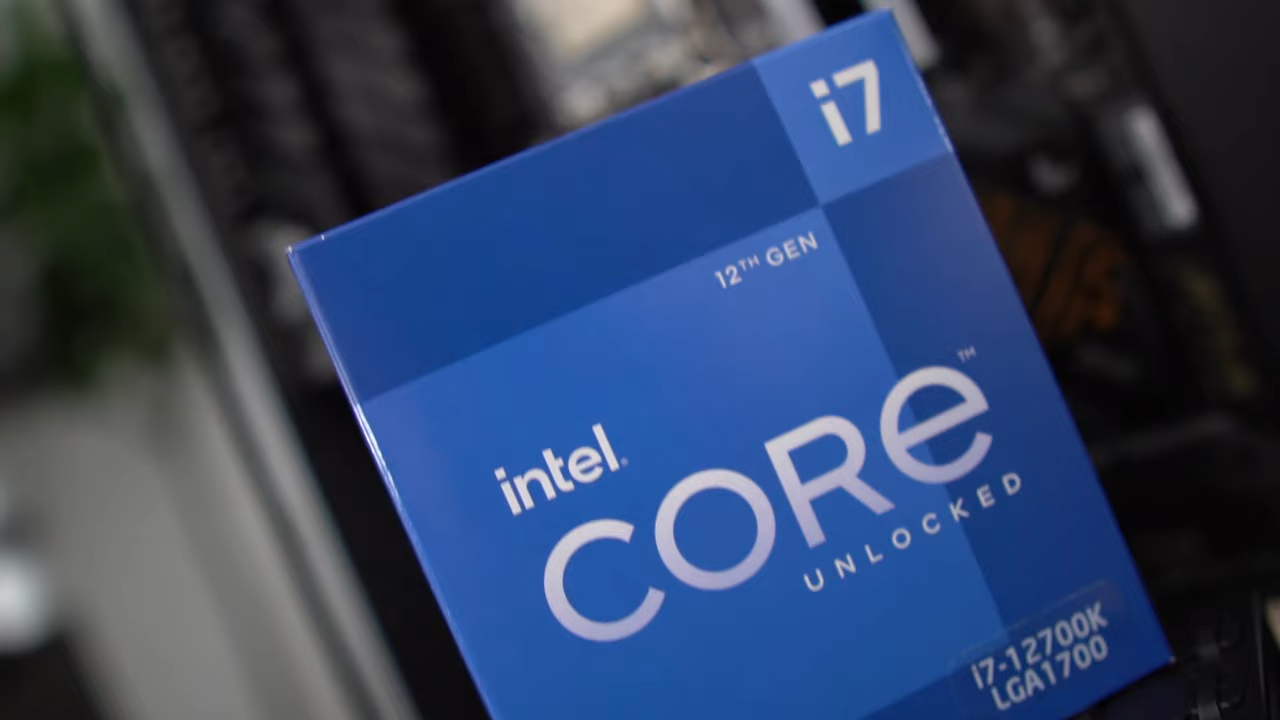 i7
12TH GEN
intel.
CORe™
UNLOCKED
I7-12700K
LGA1700